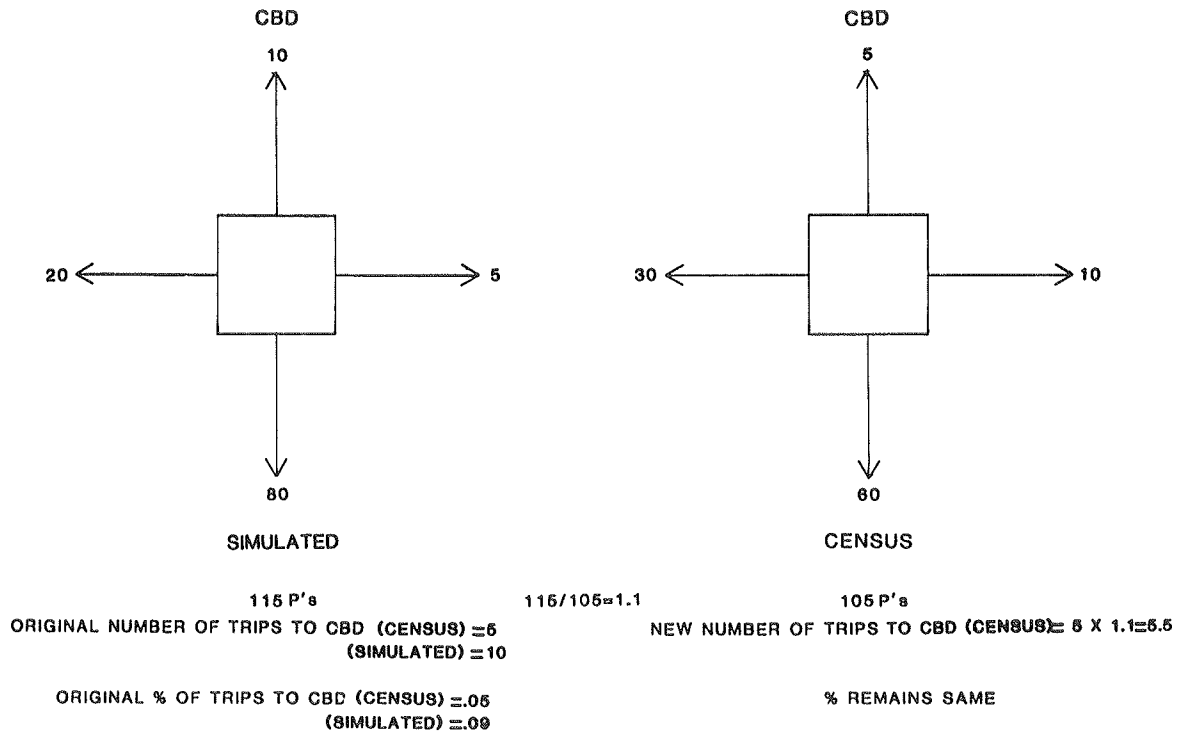 CBD
10
20
5
80
SIMULATED
CBD
5
30
10
60
CENSUS
115 P's
115/105=1.1
105 P's
ORIGINAL NUMBER OF TRIPS TO CBD (CENSUS) =5
(SIMULATED) =10
NEW NUMBER OF TRIPS TO CBD (CENSUS)= 5 X 1.1=5.5
ORIGINAL % OF TRIPS TO CBD (CENSUS) =.05
(SIMULATED) =.09
% REMAINS SAME